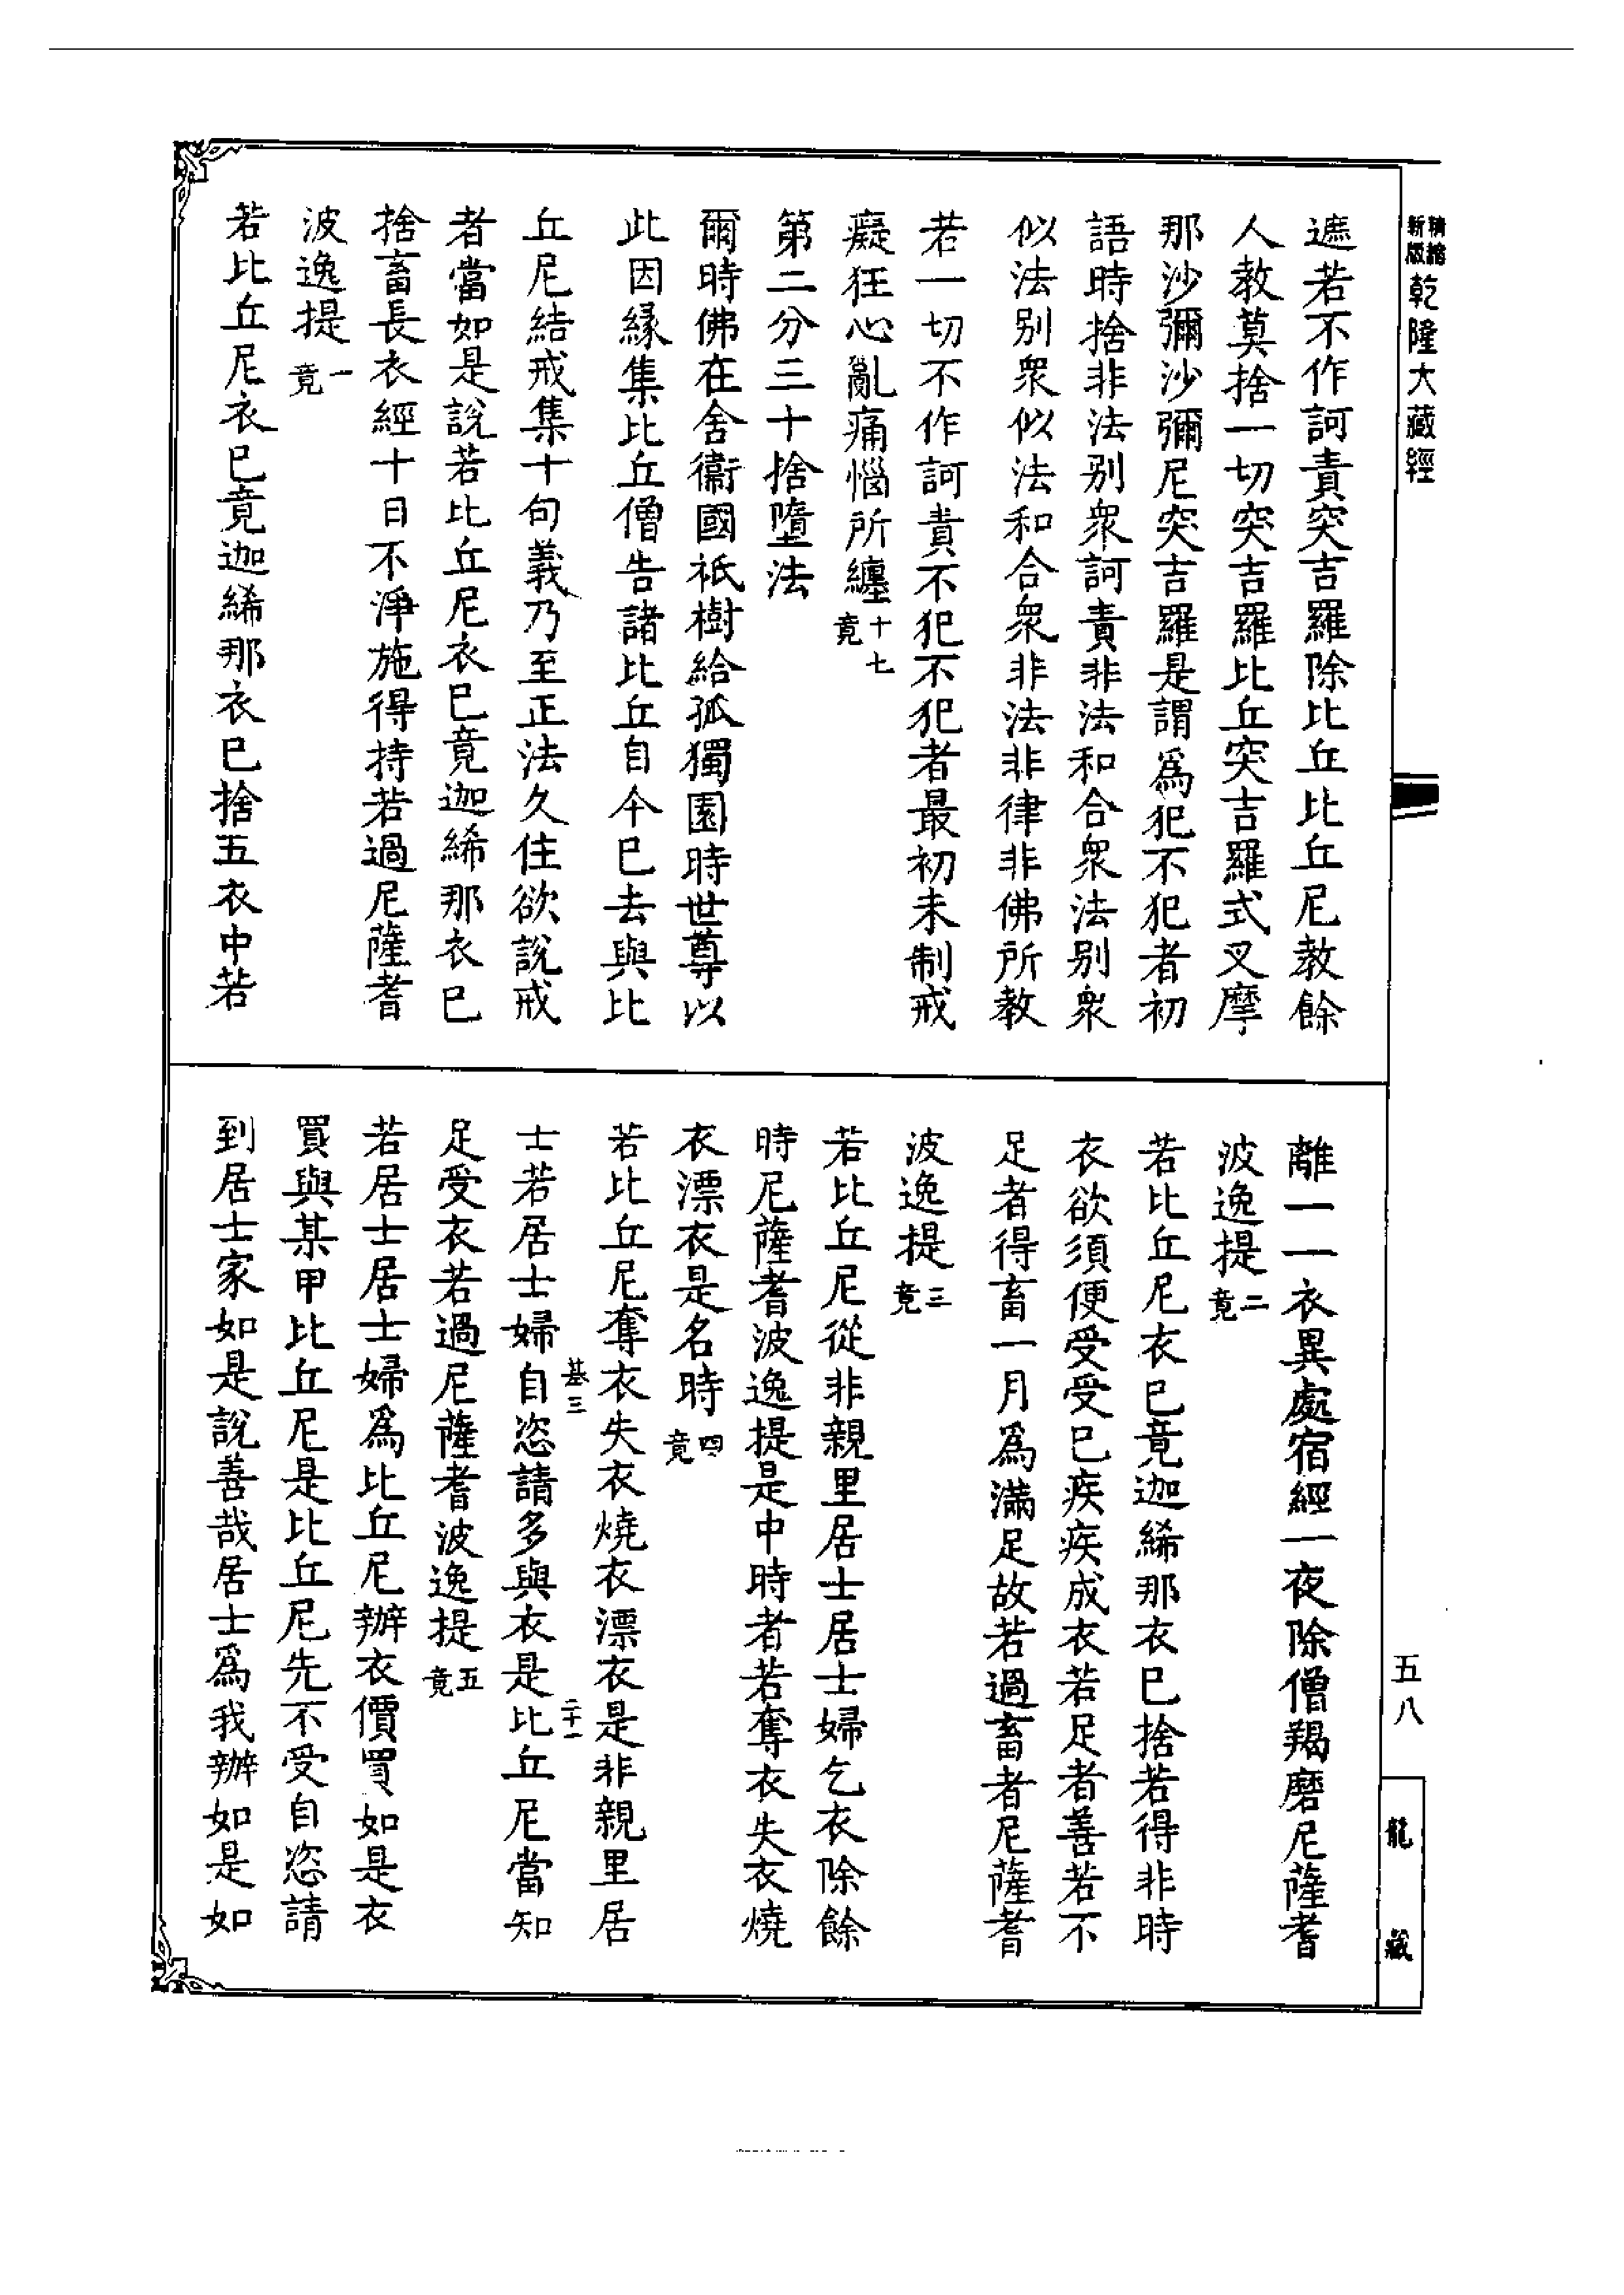 新版精縮乾隆大藏經
遮若不作訶責突吉羅除比丘比丘尼教餘
人教莫捨一切突吉羅比丘突吉羅式叉摩
那沙彌沙彌尼突吉羅是謂爲犯不犯者初
語時捨非法别衆訶責非法和合衆法别衆
似法别衆似法和合衆非法非律非佛所教
若一切不作訶責不犯不犯者最初未制戒
癡狂心亂痛惱所纏十七竟
第二分三十捨墮法
爾時佛在舍衞國祇樹給孤獨園時世尊以
此因緣集比丘僧告諸比丘自今巳去與比
丘尼結戒集十句義乃至正法久住欲說戒
者當如是說若比丘尼衣巳竟迦絺那衣巳
捨畜長衣經十日不淨施得持若過尼薩耆
波逸提一竟
若比丘尼衣巳竟迦絺那衣巳捨五衣中若
離一一衣異處宿經一夜除僧羯磨尼薩耆
波逸提二竟
若比丘尼衣巳竟迦絺那衣巳捨若得非時
衣欲須便受受巳疾疾成衣若足者善若不
足者得畜一月爲滿足故若過畜者尼薩耆
波逸提三竟
若比丘尼從非親里居士居士婦乞衣除餘
時尼薩耆波逸提是中時者若奪衣失衣燒
衣漂衣是名時四竟
若比丘尼奪衣失衣燒衣漂衣是非親里居
基三 二十一
士若居士婦自恣請多與衣是比丘尼當知
足受衣若過尼薩耆波逸提五竟
若居士居士婦爲比丘尼辦衣價買如是衣
買與某甲比丘尼是比丘尼先不受自恣請
到居士家如是說善哉居士爲我辦如是如
五八
龍藏